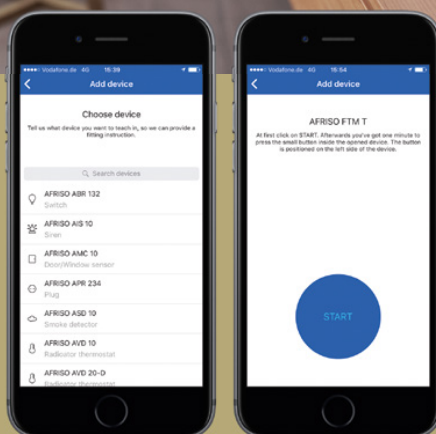 Vodafone.de 4G 15:39
Add device
Choose device
Tell us what device you want to teach in, so we can provide a
fitting instruction.
Search devices
AFRISO ABR 132
Switch
AFRISO AIS 10
Siren
AFRISO AMC 10
Door/Window sensor
AFRISO APR 234
Plug
AFRISO ASD 10
Smoke detector
AFRISO AVD 10
Radicator thermostat
AFRISO AVD 20-D
Radicator thermostat
Vodafone.de 4G 15:54
Add device
AFRISO FTM T
At first click on START. Afterwards you've got one minute to
press the small button inside the opened device. The button
is positioned on the left side of the device.
START